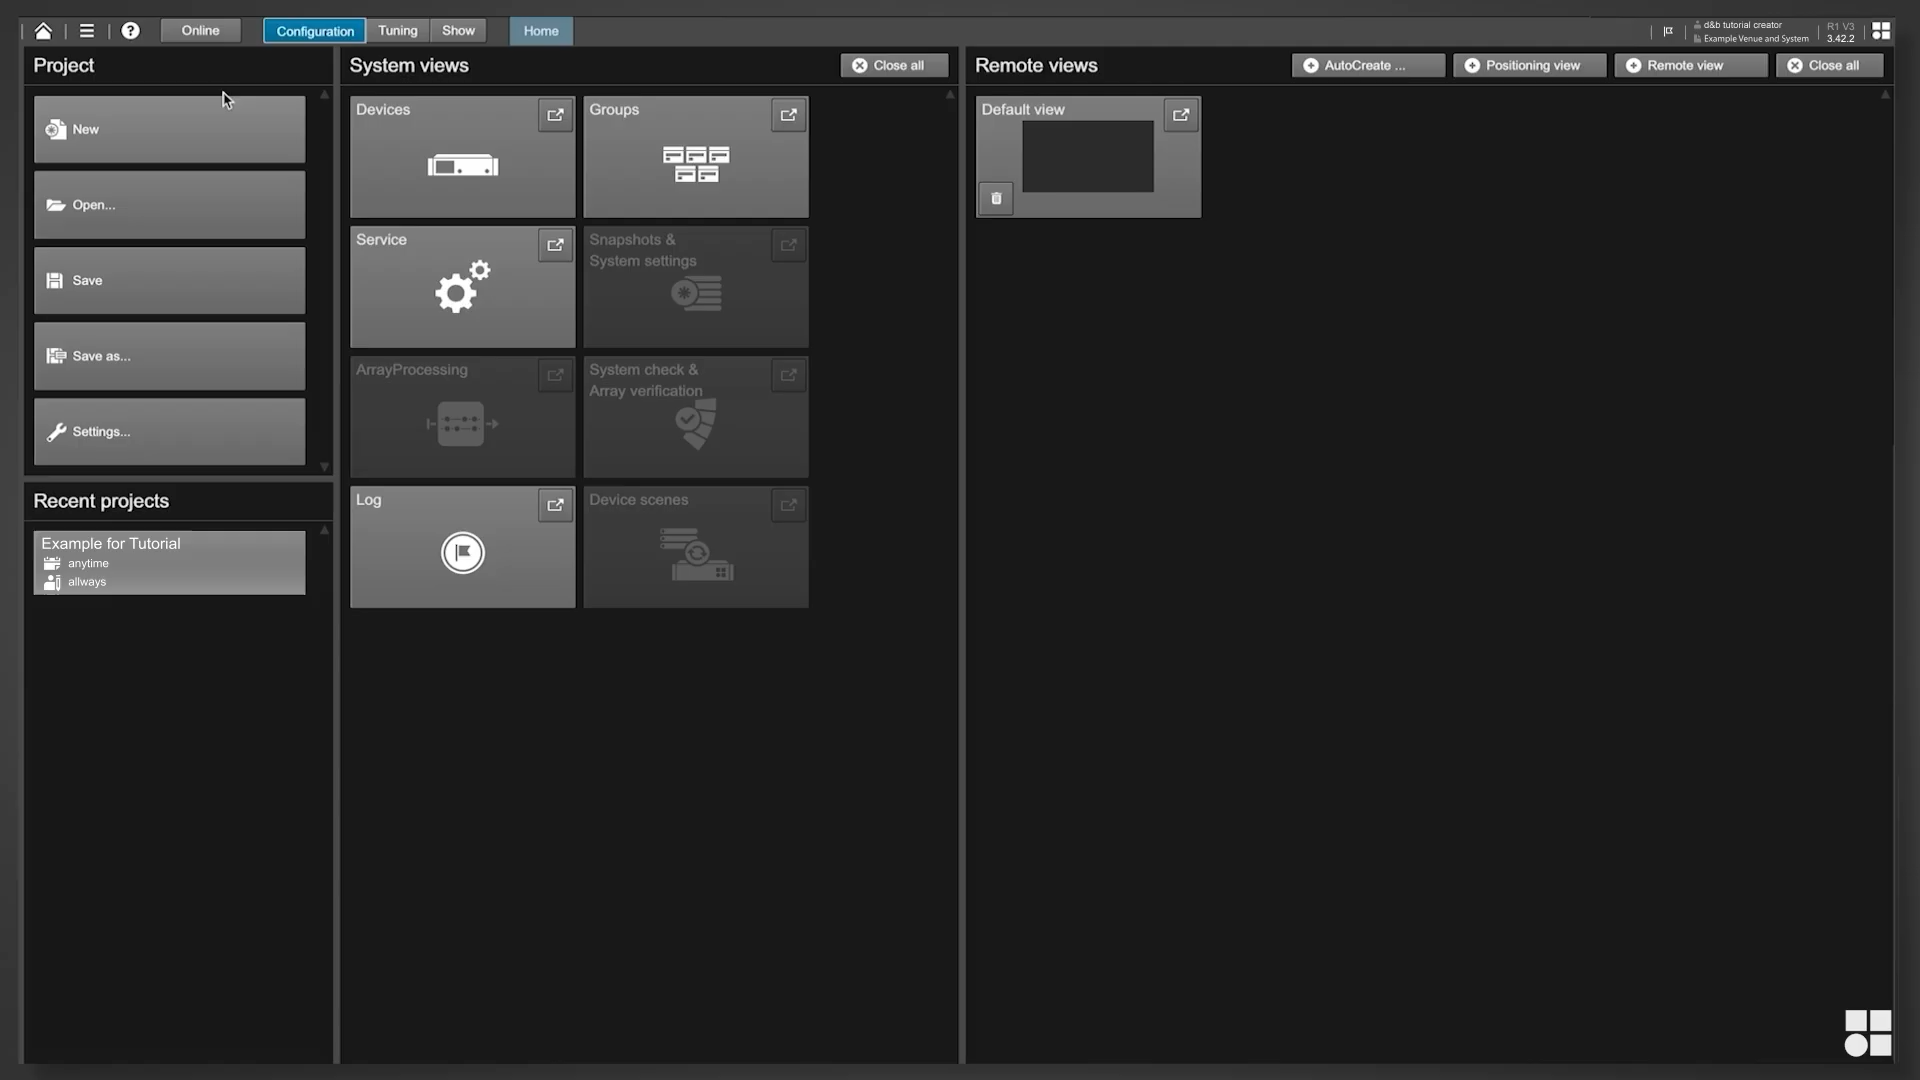 Online
Configuration
Tuning
Show
Home
d&b tutorial creator
Example Venue and System
R1 V3
3.42.2
Project
New
Open...
Save
Save as...
Settings...
Recent projects
Example for Tutorial
anytime
allways
System views
Close all
Devices
Groups
Service
Snapshots &
System settings
ArrayProcessing
System check &
Array verification
Log
Device scenes
Remote views
AutoCreate ...
Positioning view
Remote view
Close all
Default view